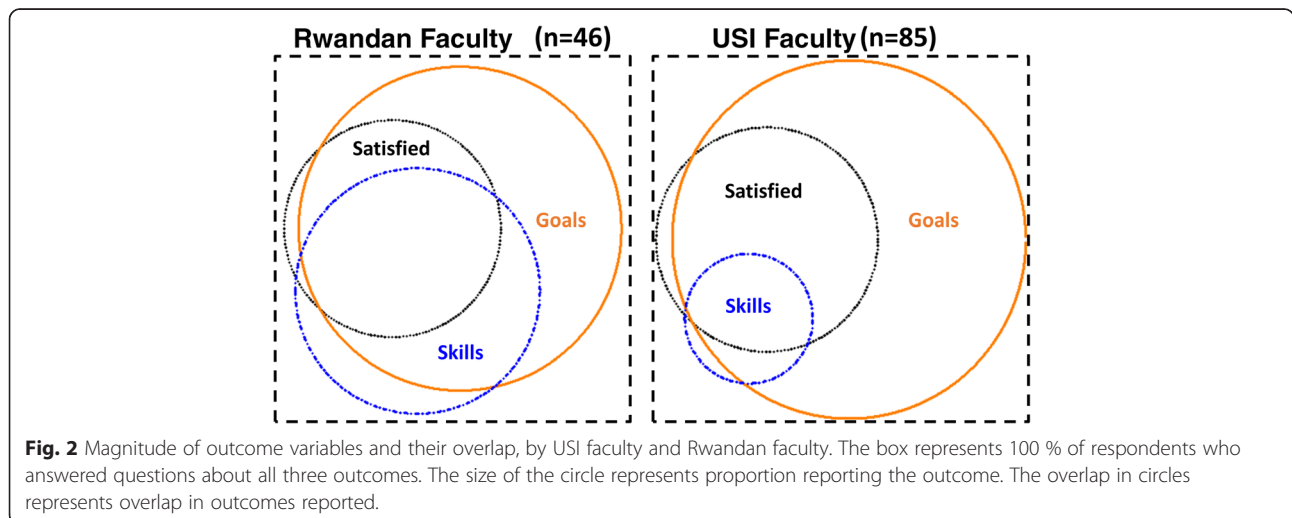 Rwandan Faculty (n=46)
USI Faculty (n=85)
Satisfied
Goals
Skills
Satisfied
Goals
Skills
Fig. 2 Magnitude of outcome variables and their overlap, by USI faculty and Rwandan faculty. The box represents 100 % of respondents who
answered questions about all three outcomes. The size of the circle represents proportion reporting the outcome. The overlap in circles
represents overlap in outcomes reported.